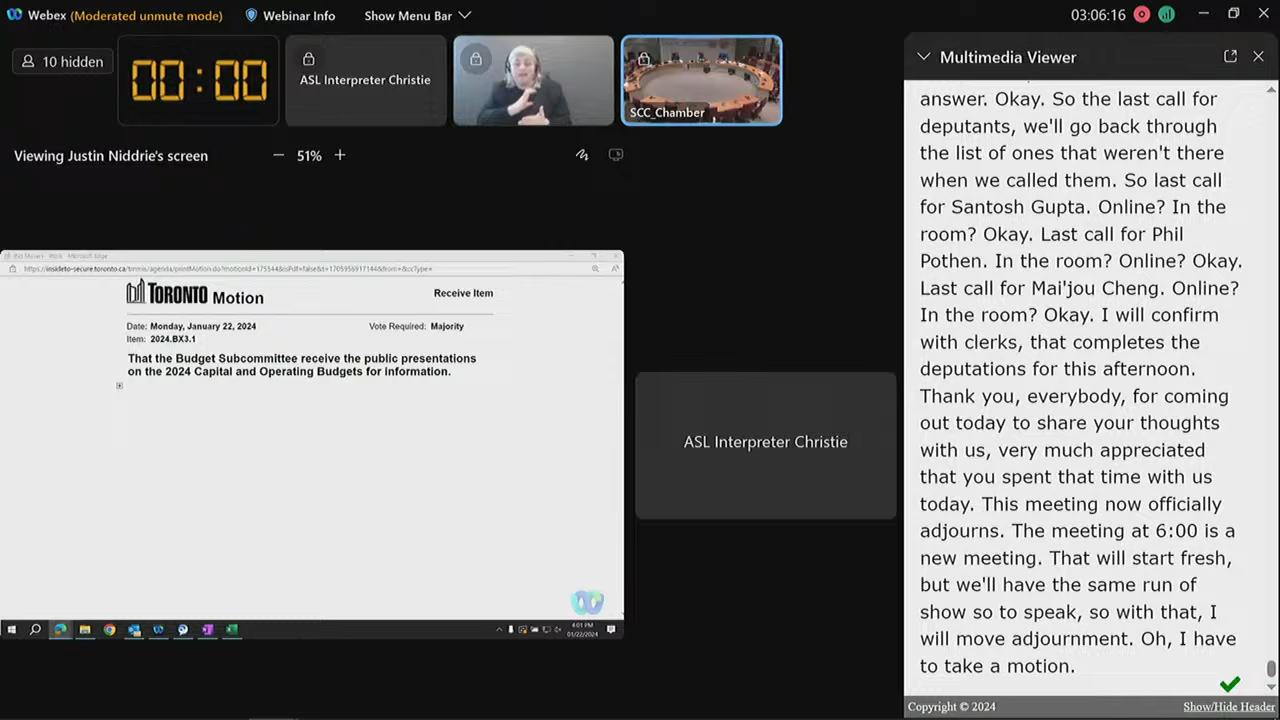 Webex (Moderated unmute mode)
Webinar Info
Show Menu Bar
03:06:16
10 hidden
00:00
ASL Interpreter Christie
SCC_Chamber
Viewing Justin Niddrie's screen
51%
TORONTO Motion
Receive Item
Date: Monday, January 22, 2024
Vote Required: Majority
Item: 2024.BX3.1
That the Budget Subcommittee receive the public presentations
on the 2024 Capital and Operating Budgets for information.
4:01 PM
01/22/2024
ASL Interpreter Christie
Multimedia Viewer
answer. Okay. So the last call for
deputants, we'll go back through
the list of ones that weren't there
when we called them. So last call
for Santosh Gupta. Online? In the
room? Okay. Last call for Phil
Pothen. In the room? Online? Okay.
Last call for Mai'jou Cheng. Online?
In the room? Okay. I will confirm
with clerks, that completes the
deputations for this afternoon.
Thank you, everybody, for coming
out today to share your thoughts
with us, very much appreciated
that you spent that time with us
today. This meeting now officially
adjourns. The meeting at 6:00 is a
new meeting. That will start fresh,
but we'll have the same run of
show so to speak, so with that, I
will move adjournment. Oh, I have
to take a motion.
Copyright © 2024
Show/Hide Header